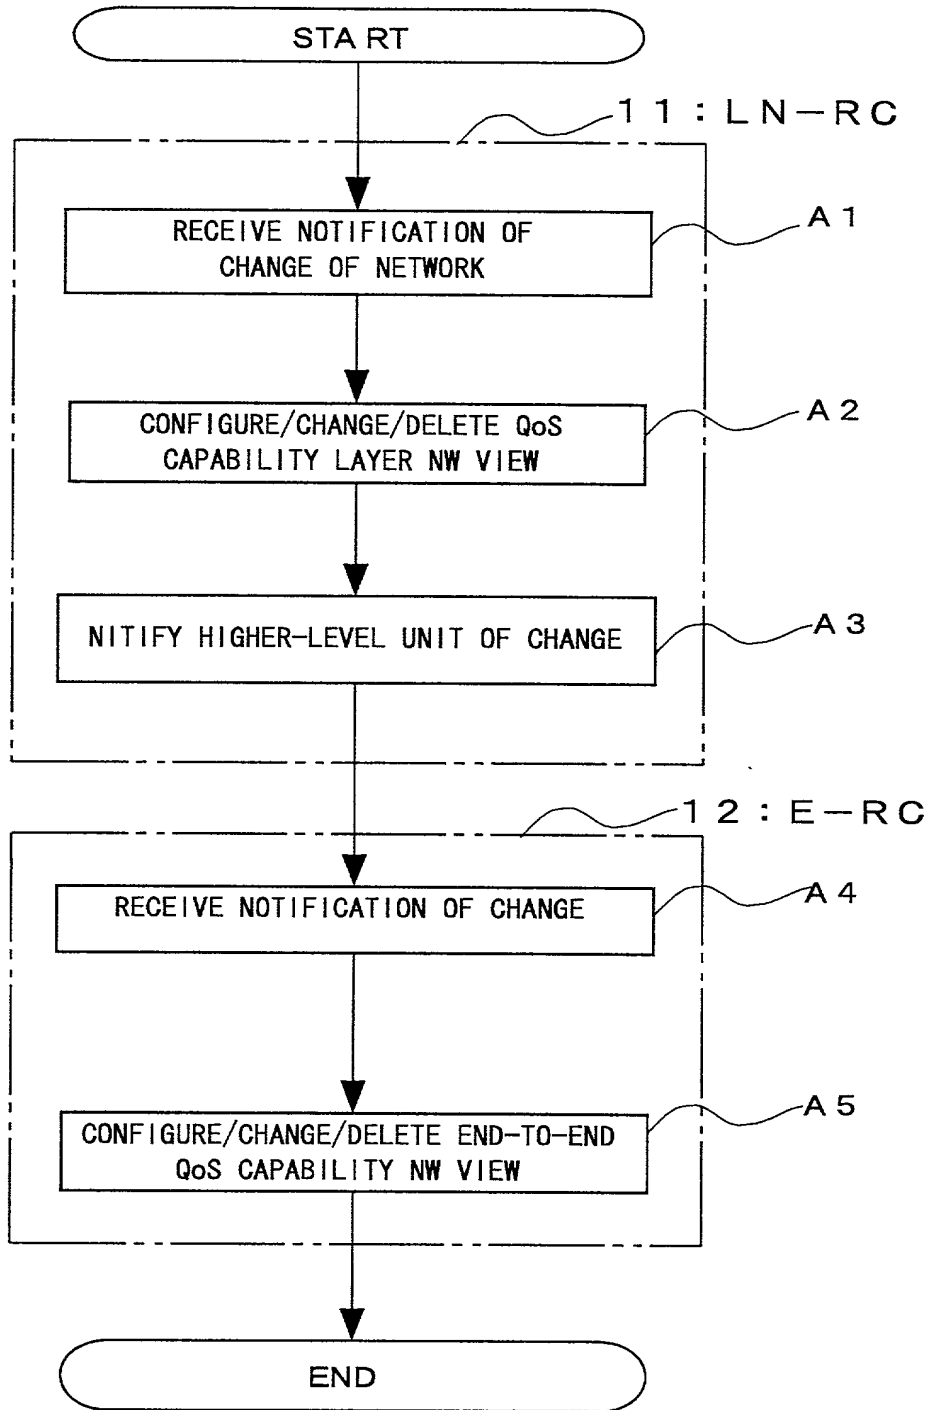 START
11:LN-RC
RECEIVE NOTIFICATION OF
CHANGE OF NETWORK
A1
CONFIGURE/CHANGE/DELETE QoS
CAPABILITY LAYER NW VIEW
A2
NITIFY HIGHER-LEVEL UNIT OF CHANGE
A3
12:E-RC
RECEIVE NOTIFICATION OF CHANGE
A4
CONFIGURE/CHANGE/DELETE END-TO-END
QoS CAPABILITY NW VIEW
A5
END